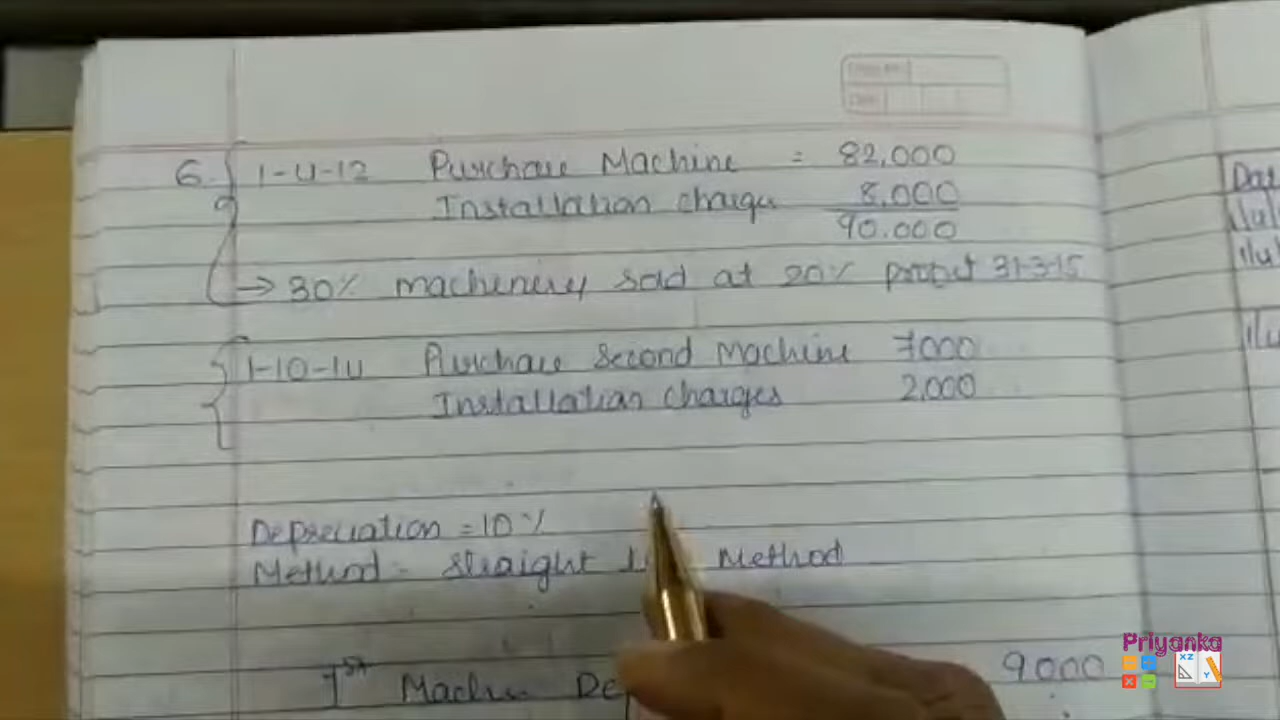 6. 1-4-12 Purchase Machine = 82,000
Installation charges 8,000
90.000
→ 30% machinery sold at 20% profit 31-3-15
1-10-14 Purchase second Machine 7000
Installation charges 2,000
Depreciation = 10%
Method - straight Method
1st Machine De 9000
Priyanka